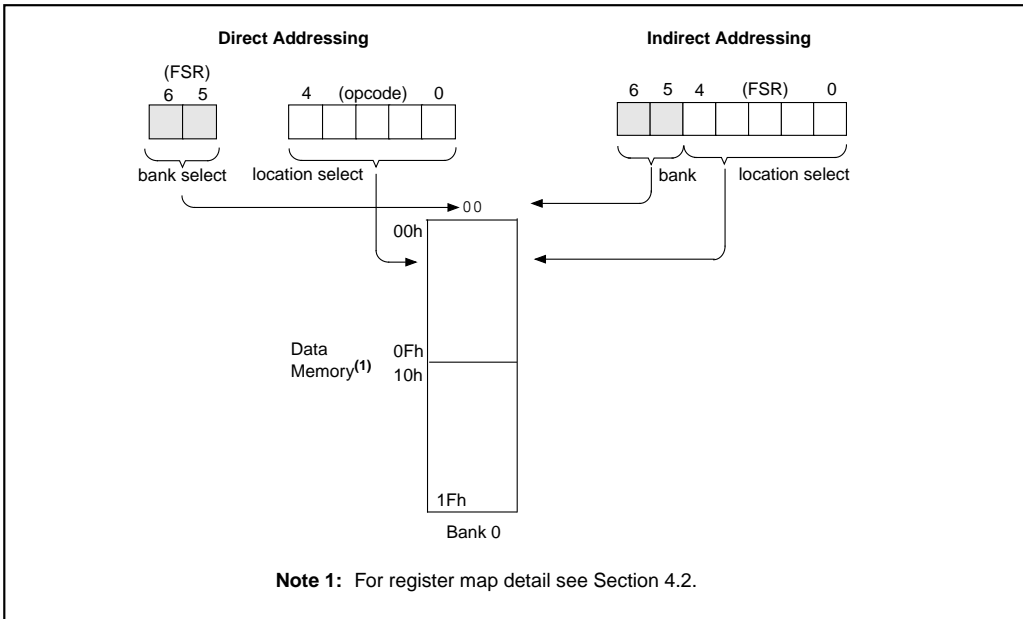 Direct Addressing
Indirect Addressing
(FSR)
6 5
4 (opcode) 0
6 5 4 (FSR) 0
bank select
location select
bank
location select
00
00h
Data
Memory(1)
0Fh
10h
1Fh
Bank 0
Note 1: For register map detail see Section 4.2.